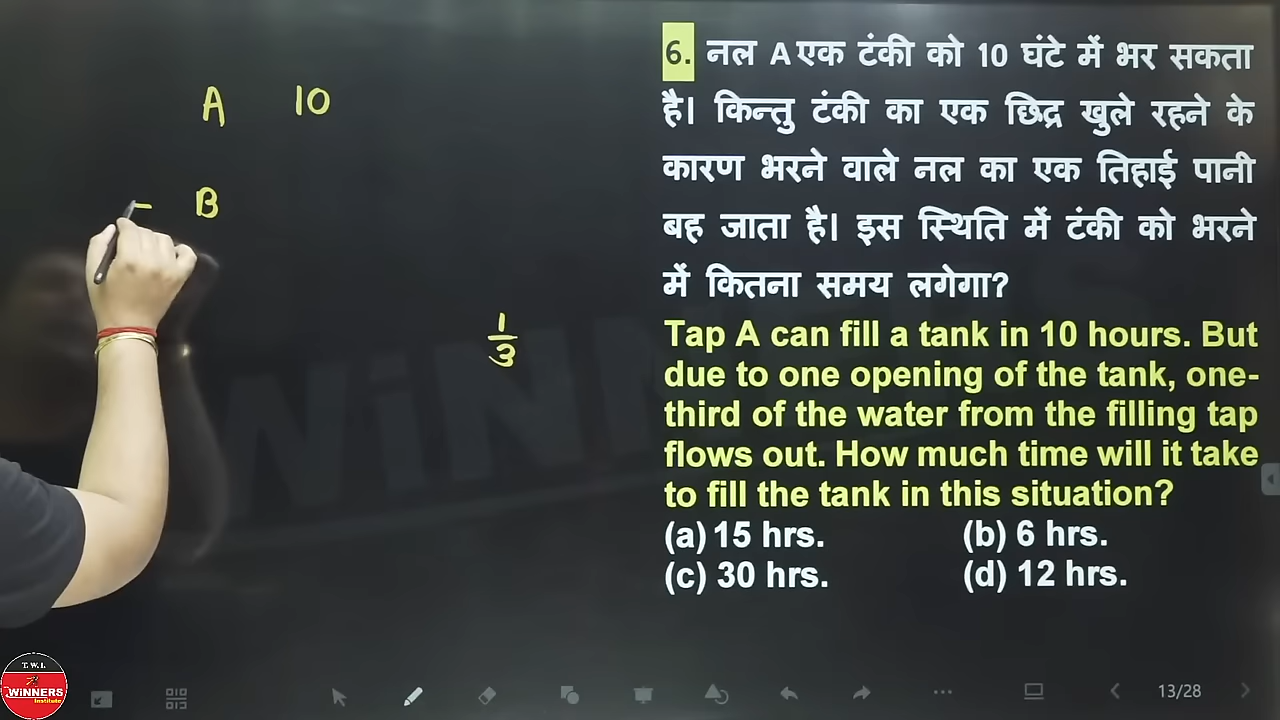 A 10
- B
1
3
6. नल A एक टंकी को 10 घंटे में भर सकता
है। किन्तु टंकी का एक छिद्र खुले रहने के
कारण भरने वाले नल का एक तिहाई पानी
बह जाता है। इस स्थिति में टंकी को भरने
में कितना समय लगेगा?
Tap A can fill a tank in 10 hours. But
due to one opening of the tank, one-
third of the water from the filling tap
flows out. How much time will it take
to fill the tank in this situation?
(a) 15 hrs. (b) 6 hrs.
(c) 30 hrs. (d) 12 hrs.
WiNNERS
T.W.I.
WiNNERS
Institute
13/28